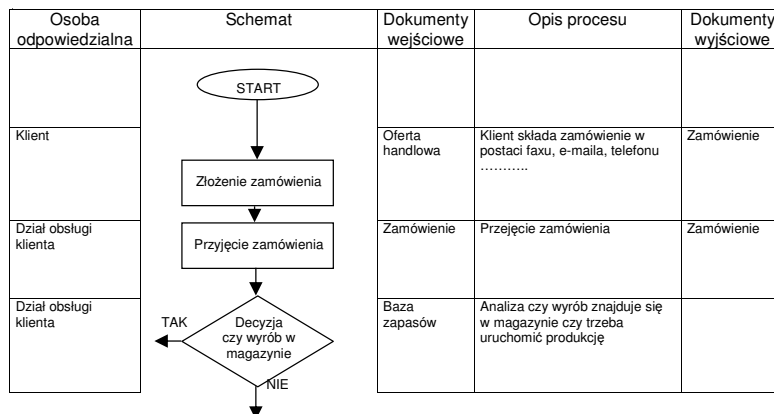 Osoba
odpowiedzialna
Schemat
Dokumenty
wejściowe
Opis procesu
Dokumenty
wyjściowe
START
Klient
Złożenie zamówienia
Oferta
handlowa
Klient składa zamówienie w
postaci faxu, e-maila, telefonu
………..
Zamówienie
Dział obsługi
klienta
Przyjęcie zamówienia
Zamówienie
Przejęcie zamówienia
Zamówienie
Dział obsługi
klienta
TAK
Decyzja
czy wyrób w
magazynie
NIE
Baza
zapasów
Analiza czy wyrób znajduje się
w magazynie czy trzeba
uruchomić produkcję